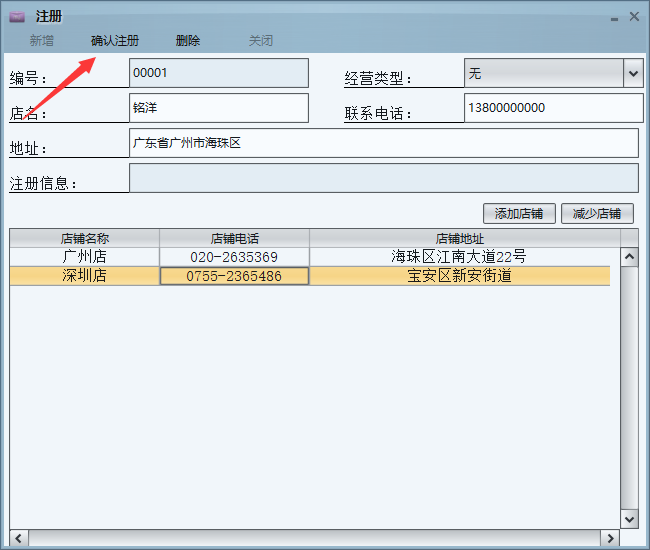 注册
新增 确认注册 删除 关闭
编号： 00001 经营类型： 无
店名： 铭洋 联系电话： 13800000000
地址： 广东省广州市海珠区
注册信息：
添加店铺 减少店铺
店铺名称 店铺电话 店铺地址
广州店 020-2635369 海珠区江南大道22号
深圳店 0755-2365486 宝安区新安街道